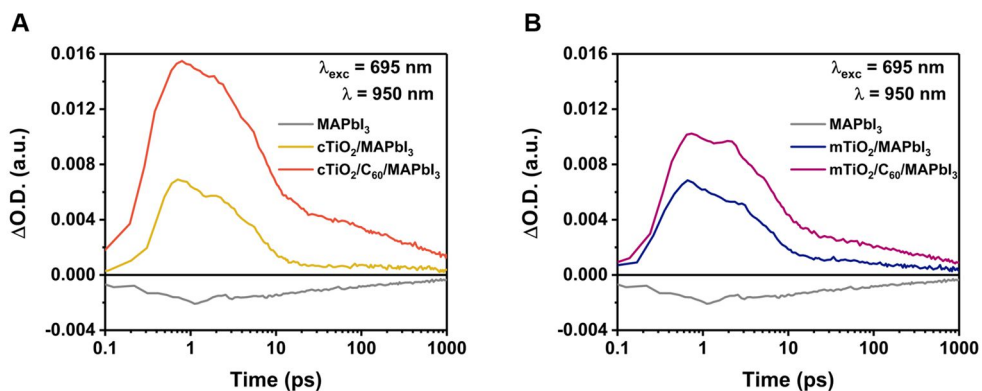 A
0.016
0.012
0.008
0.004
0.000
-0.004
ΔO.D. (a.u.)
λexc = 695 nm
λ = 950 nm
MAPbI3
cTiO2/MAPbI3
cTiO2/C60/MAPbI3
0.1 1 10 100 1000
Time (ps)
B
0.016
0.012
0.008
0.004
0.000
-0.004
ΔO.D. (a.u.)
λexc = 695 nm
λ = 950 nm
MAPbI3
mTiO2/MAPbI3
mTiO2/C60/MAPbI3
0.1 1 10 100 1000
Time (ps)